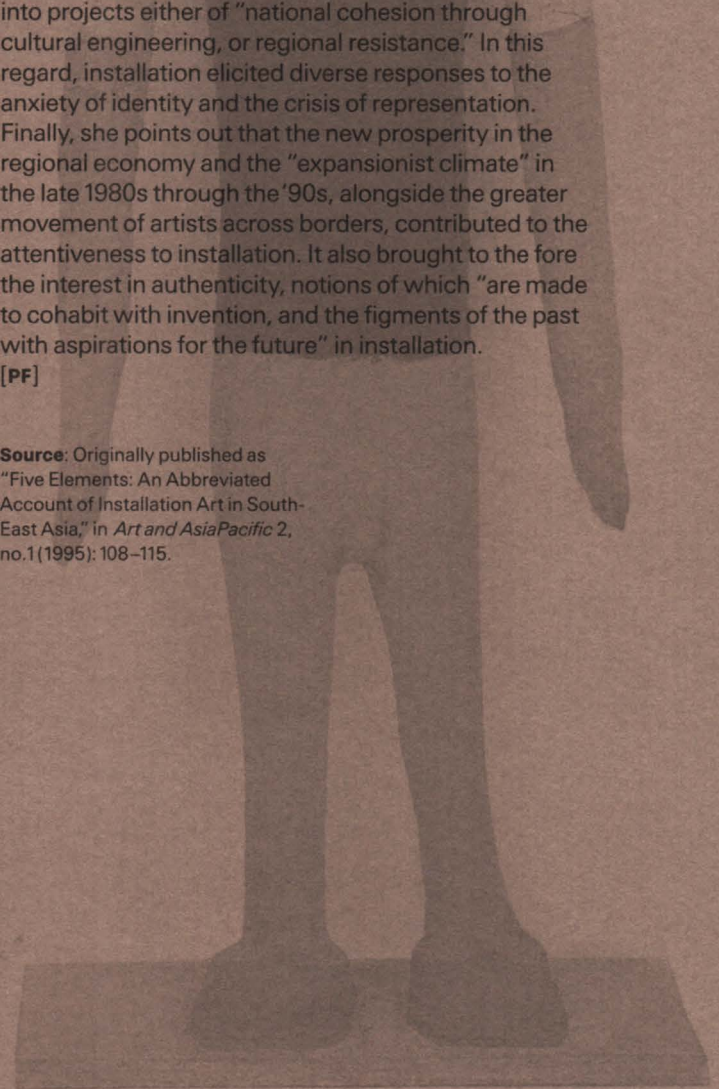 into projects either of "national cohesion through
cultural engineering, or regional resistance." In this
regard, installation elicited diverse responses to the
anxiety of identity and the crisis of representation.
Finally, she points out that the new prosperity in the
regional economy and the "expansionist climate" in
the late 1980s through the '90s, alongside the greater
movement of artists across borders, contributed to the
attentiveness to installation. It also brought to the fore
the interest in authenticity, notions of which "are made
to cohabit with invention, and the figments of the past
with aspirations for the future" in installation.
[PF]
Source: Originally published as
"Five Elements: An Abbreviated
Account of Installation Art in South-
East Asia," in Art and AsiaPacific 2,
no.1 (1995): 108–115.